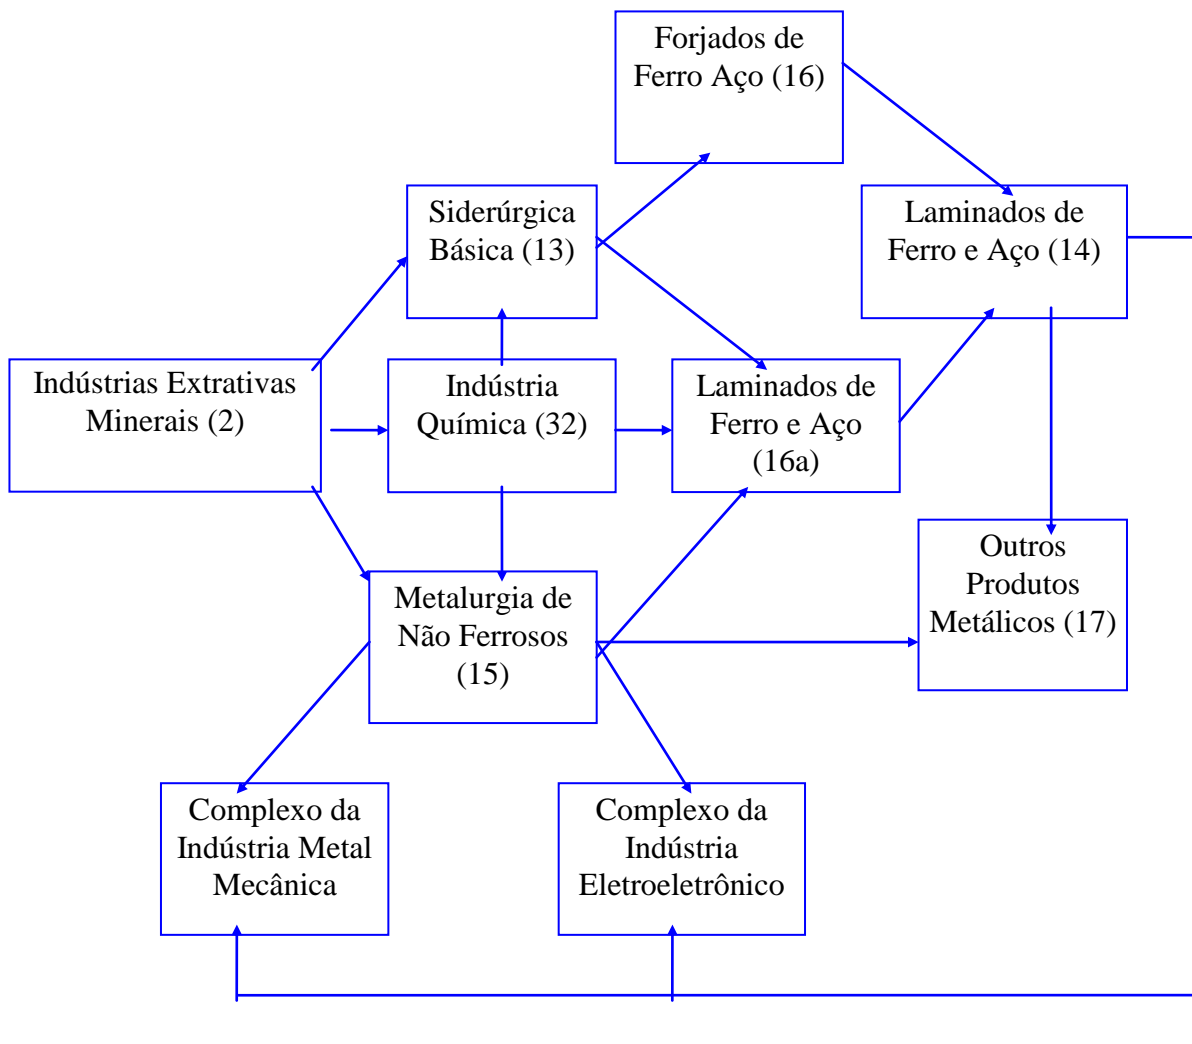 Forjados de
Ferro Aço (16)
Siderúrgica
Básica (13)
Laminados de
Ferro e Aço (14)
Indústrias Extrativas
Minerais (2)
Indústria
Química (32)
Laminados de
Ferro e Aço
(16a)
Outros
Produtos
Metálicos (17)
Metalurgia de
Não Ferrosos
(15)
Complexo da
Indústria Metal
Mecânica
Complexo da
Indústria
Eletroeletrônico